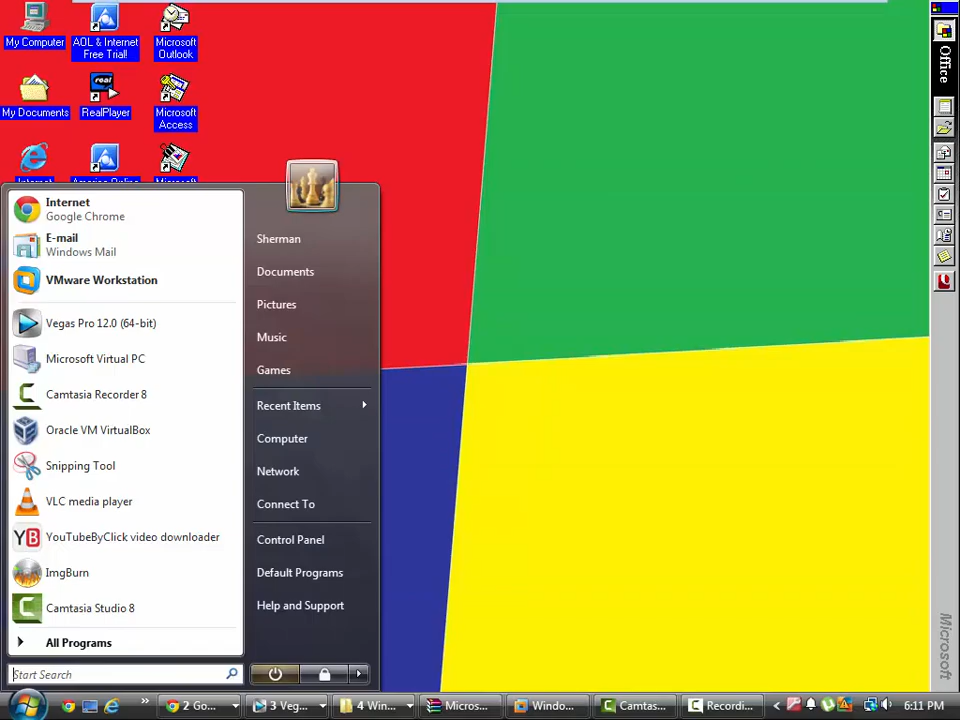 My Computer
AOL & Internet
Free Trial!
Microsoft
Outlook
My Documents
RealPlayer
Microsoft
Access
Office
Internet
Google Chrome
E-mail
Windows Mail
VMware Workstation
Vegas Pro 12.0 (64-bit)
Microsoft Virtual PC
Camtasia Recorder 8
Oracle VM VirtualBox
Snipping Tool
VLC media player
YouTubeByClick video downloader
ImgBurn
Camtasia Studio 8
All Programs
Start Search
Sherman
Documents
Pictures
Music
Games
Recent Items
Computer
Network
Connect To
Control Panel
Default Programs
Help and Support
Microsoft
2 Go...
3 Veg...
4 Win...
Micros...
Windo...
Camtas...
Recordi...
6:11 PM